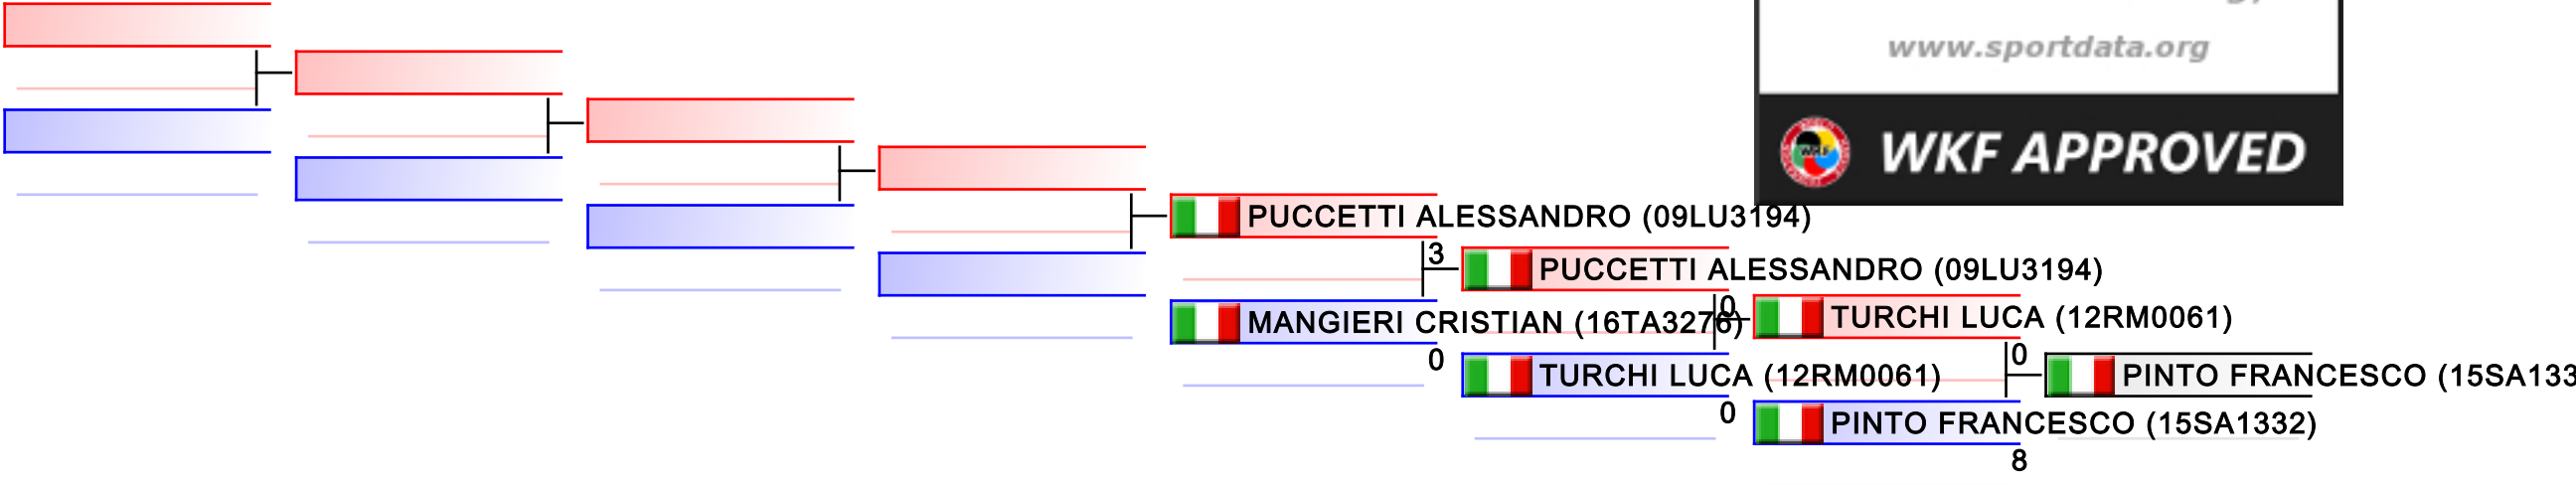 www.sportdata.org
WKF APPROVED
PUCCETTI ALESSANDRO (09LU3194)
3
PUCCETTI ALESSANDRO (09LU3194)
MANGIERI CRISTIAN (16TA3276)
0
0
TURCHI LUCA (12RM0061)
TURCHI LUCA (12RM0061)
0
0
PINTO FRANCESCO (15SA133
PINTO FRANCESCO (15SA1332)
8